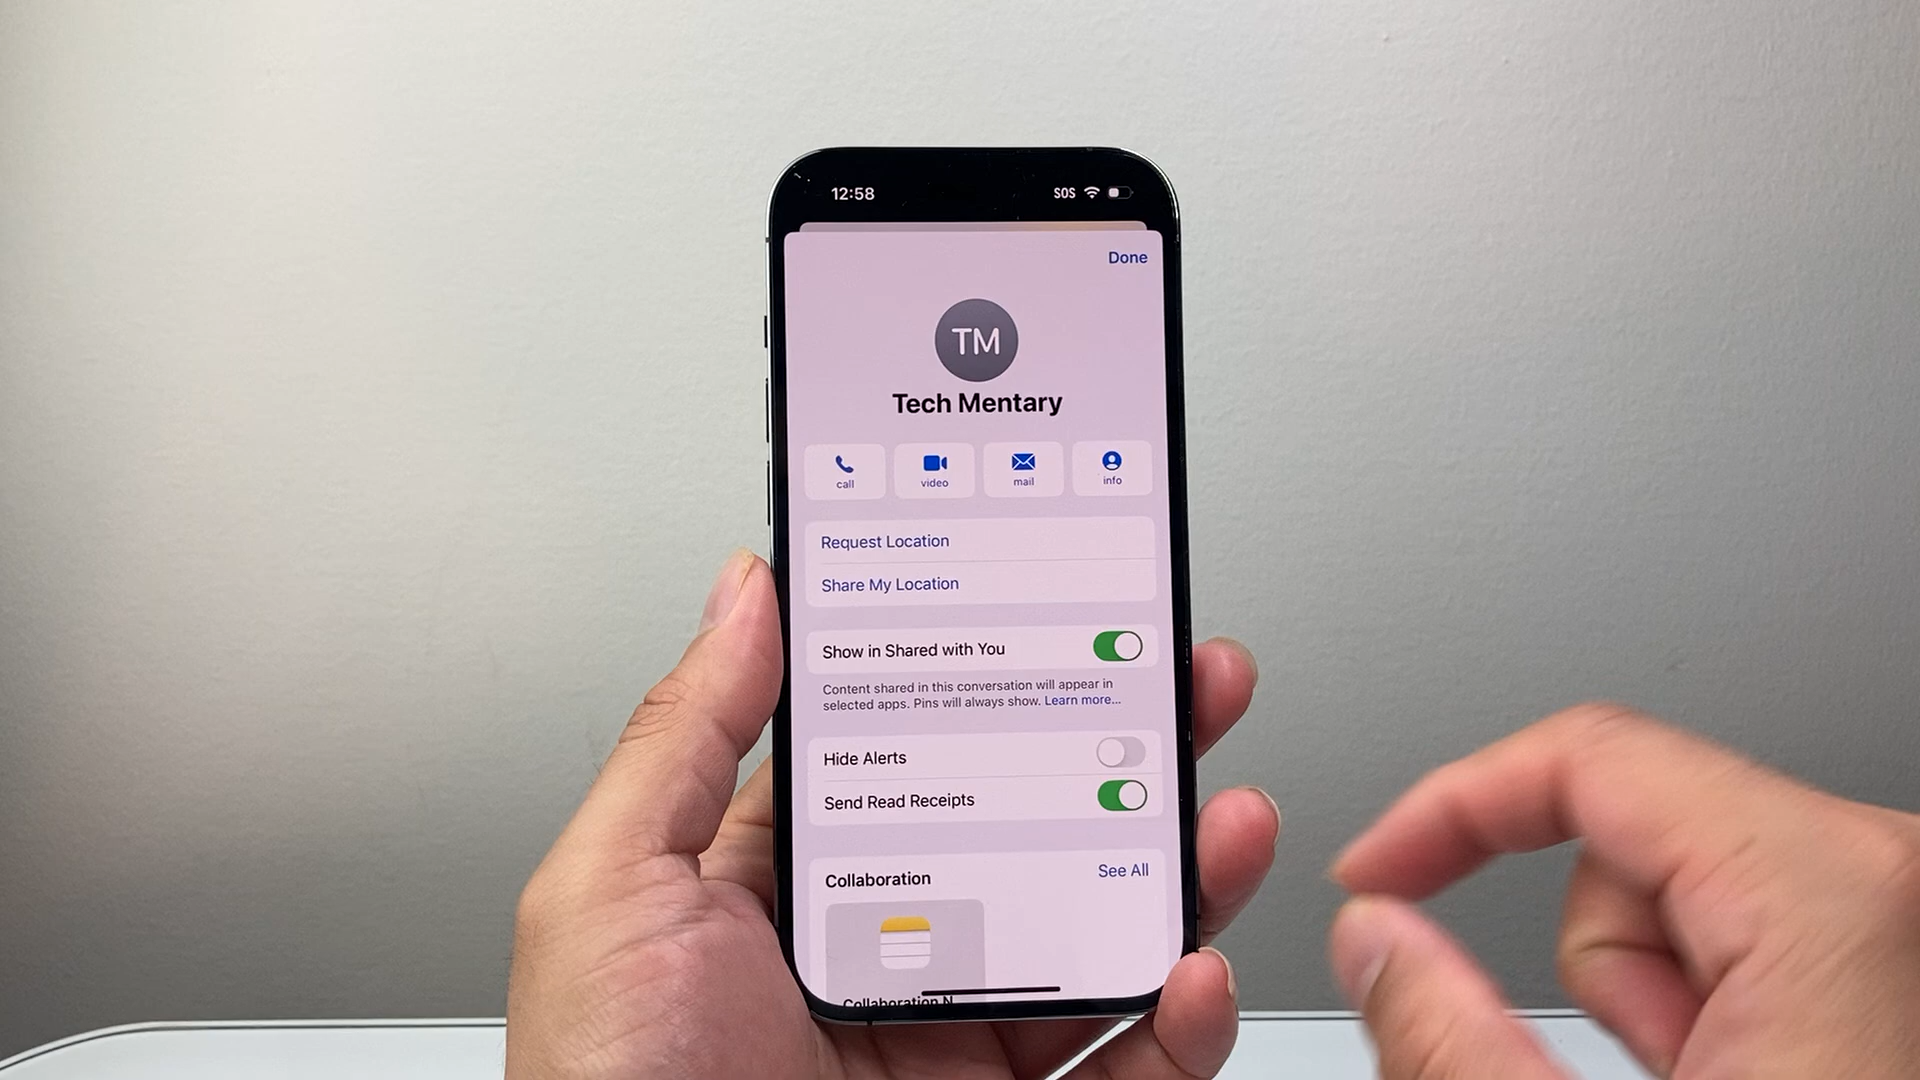 12:58
SOS
Done
TM
Tech Mentary
call
video
mail
info
Request Location
Share My Location
Show in Shared with You
Content shared in this conversation will appear in
selected apps. Pins will always show. Learn more...
Hide Alerts
Send Read Receipts
Collaboration
See All
Collaboration N